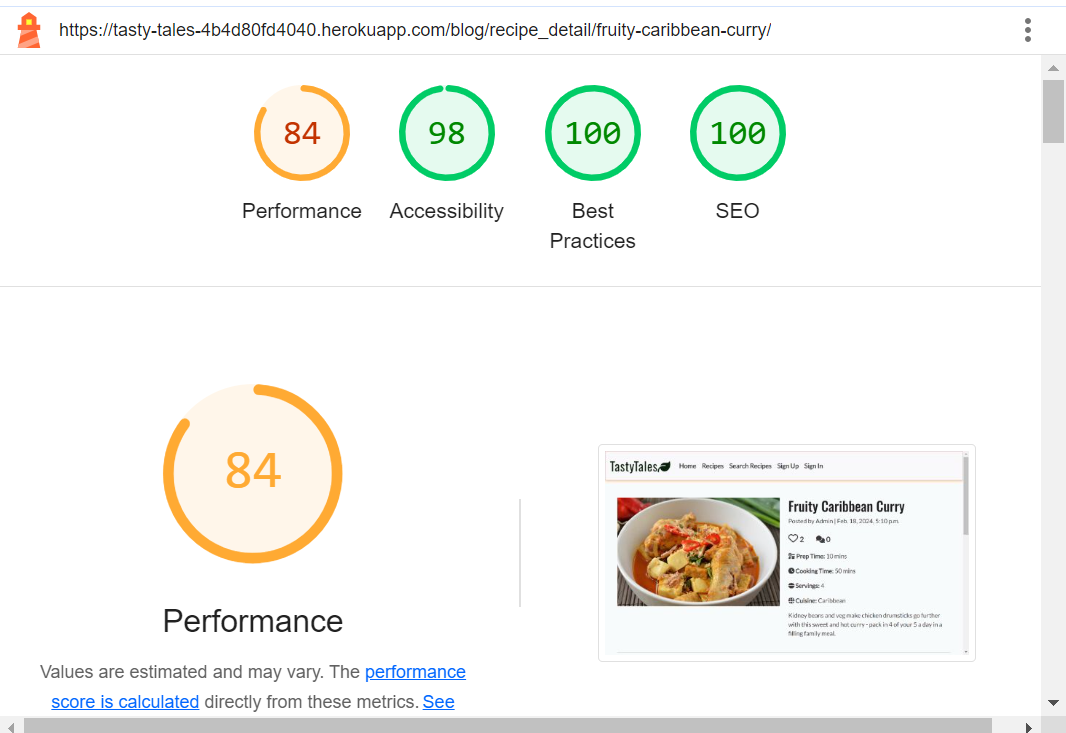 https://tasty-tales-4b4d80fd4040.herokuapp.com/blog/recipe_detail/fruity-caribbean-curry/
84 98 100 100
Performance Accessibility Best Practices SEO
84
Performance
Values are estimated and may vary. The performance
score is calculated directly from these metrics. See
TastyTales Home Recipes Search Recipes Sign Up Sign In
Fruity Caribbean Curry
Posted by Admin | Feb. 18, 2024, 5:10 p.m.
2 0
Prep Time: 10 mins
Cooking Time: 50 mins
Servings: 4
Cuisine: Caribbean
Kidney beans and veg make chicken drumsticks go further
with this sweet and hot curry - pack in 4 of your 5 a day in a
filling family meal.